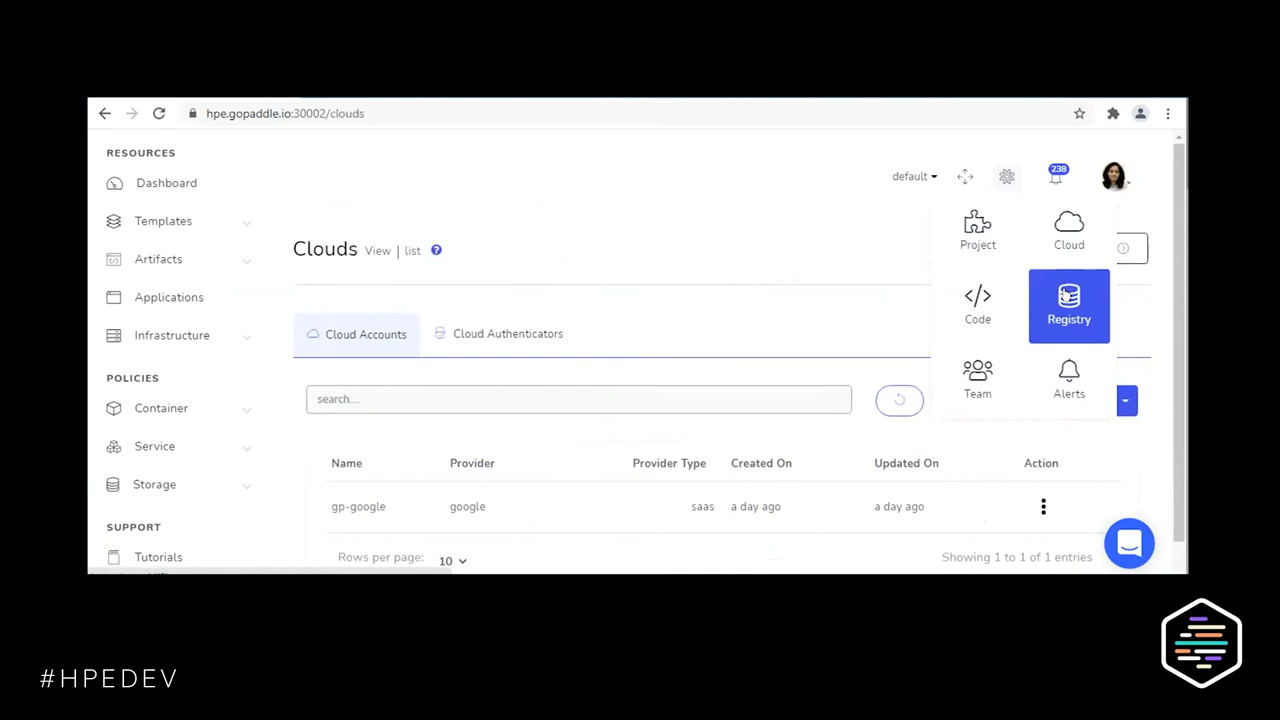 hpe.gopaddle.io:30002/clouds
RESOURCES
Dashboard
Templates
Artifacts
Applications
Infrastructure
POLICIES
Container
Service
Storage
SUPPORT
Tutorials
default
238
Clouds View | list ?
Project
Cloud
Code
Registry
Team
Alerts
Cloud Accounts
Cloud Authenticators
search....
Name Provider Provider Type Created On Updated On Action
gp-google google saas a day ago a day ago
Rows per page: 10
Showing 1 to 1 of 1 entries
#HPEDEV